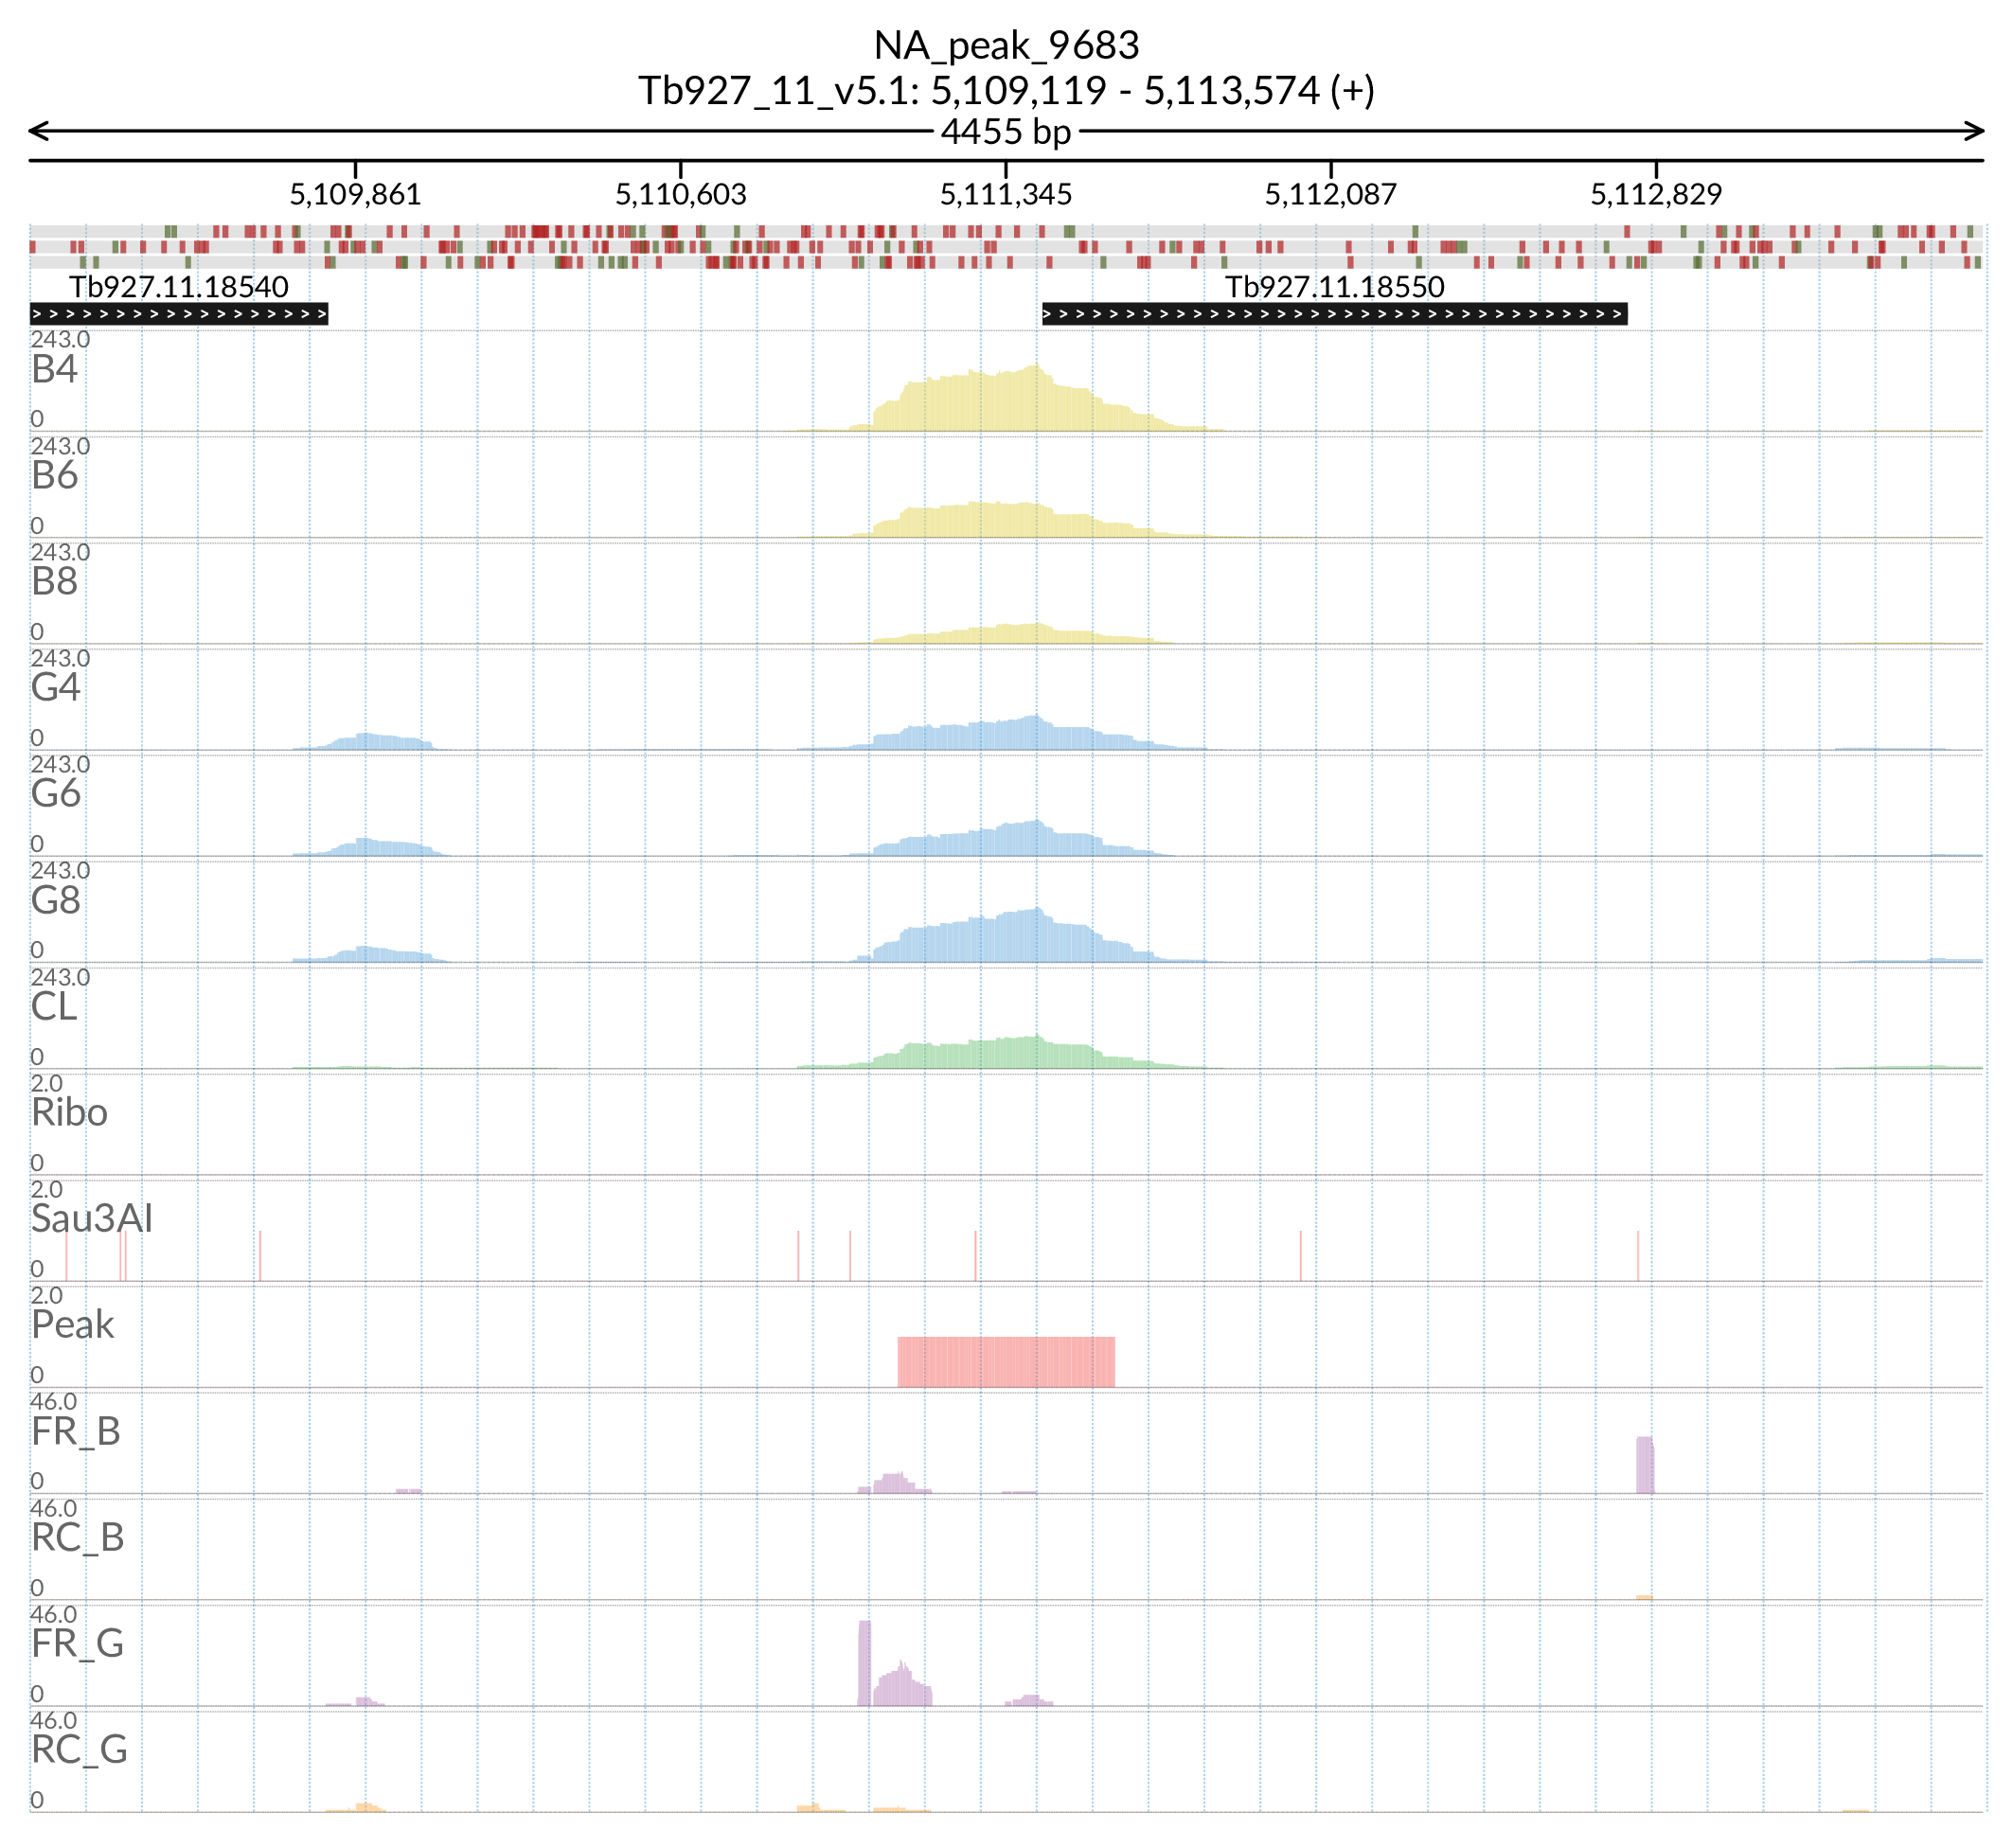 NA_peak_9683
Tb927_11_v5.1: 5,109,119 - 5,113,574 (+)
4455 bp
5,109,861 5,110,603 5,111,345 5,112,087 5,112,829
Tb927.11.18540 Tb927.11.18550
243.0
B4
0
243.0
B6
0
243.0
B8
0
243.0
G4
0
243.0
G6
0
243.0
G8
0
243.0
CL
0
2.0
Ribo
0
2.0
Sau3AI
0
2.0
Peak
0
46.0
FR_B
0
46.0
RC_B
0
46.0
FR_G
0
46.0
RC_G
0